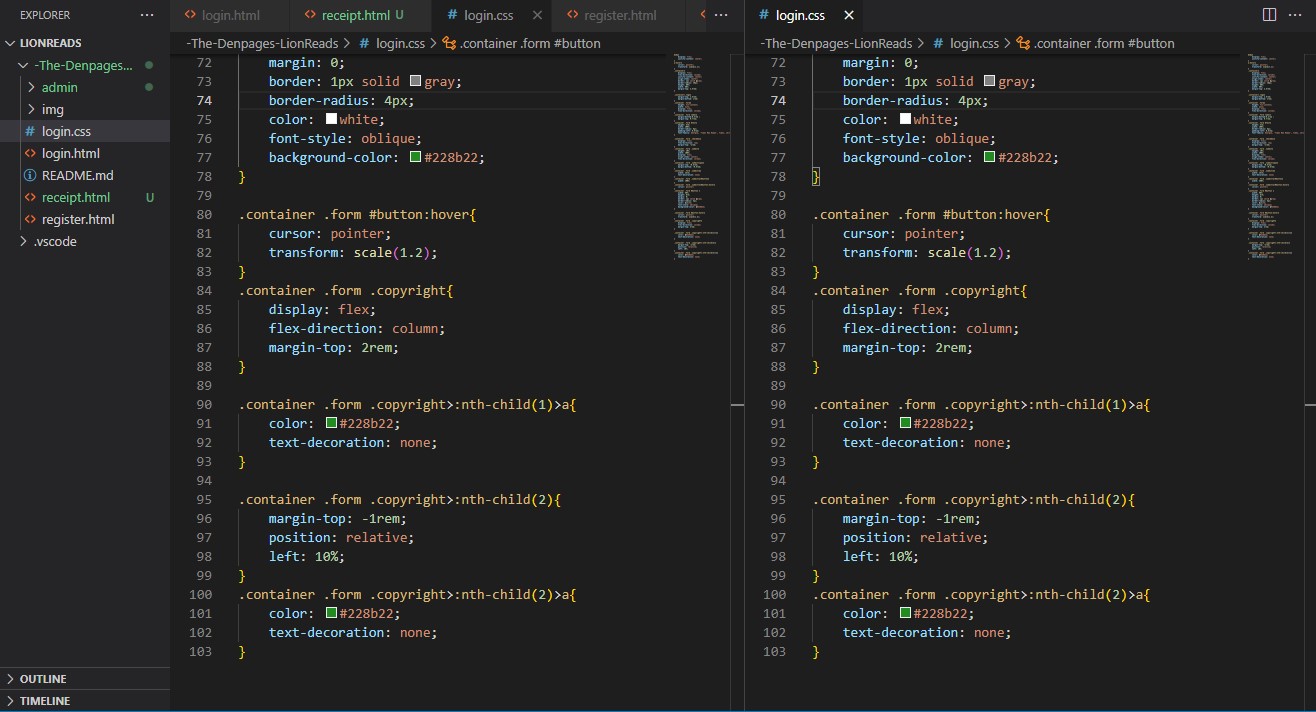 EXPLORER ...
LIONREADS
-The-Denpages...
admin
img
# login.css
<> login.html
README.md
<> receipt.html U
<> register.html
.vscode
OUTLINE
TIMELINE
<> login.html <> receipt.html U # login.css × <> register.html < ...
-The-Denpages-LionReads > # login.css > .container .form #button
72 margin: 0;
73 border: 1px solid gray;
74 border-radius: 4px;
75 color: white;
76 font-style: oblique;
77 background-color: #228b22;
78 }
79
80 .container .form #button:hover{
81 cursor: pointer;
82 transform: scale(1.2);
83 }
84 .container .form .copyright{
85 display: flex;
86 flex-direction: column;
87 margin-top: 2rem;
88 }
89
90 .container .form .copyright>:nth-child(1)>a{
91 color: #228b22;
92 text-decoration: none;
93 }
94
95 .container .form .copyright>:nth-child(2){
96 margin-top: -1rem;
97 position: relative;
98 left: 10%;
99 }
100 .container .form .copyright>:nth-child(2)>a{
101 color: #228b22;
102 text-decoration: none;
103 }
# login.css × ...
-The-Denpages-LionReads > # login.css > .container .form #button
72 margin: 0;
73 border: 1px solid gray;
74 border-radius: 4px;
75 color: white;
76 font-style: oblique;
77 background-color: #228b22;
78 }
79
80 .container .form #button:hover{
81 cursor: pointer;
82 transform: scale(1.2);
83 }
84 .container .form .copyright{
85 display: flex;
86 flex-direction: column;
87 margin-top: 2rem;
88 }
89
90 .container .form .copyright>:nth-child(1)>a{
91 color: #228b22;
92 text-decoration: none;
93 }
94
95 .container .form .copyright>:nth-child(2){
96 margin-top: -1rem;
97 position: relative;
98 left: 10%;
99 }
100 .container .form .copyright>:nth-child(2)>a{
101 color: #228b22;
102 text-decoration: none;
103 }